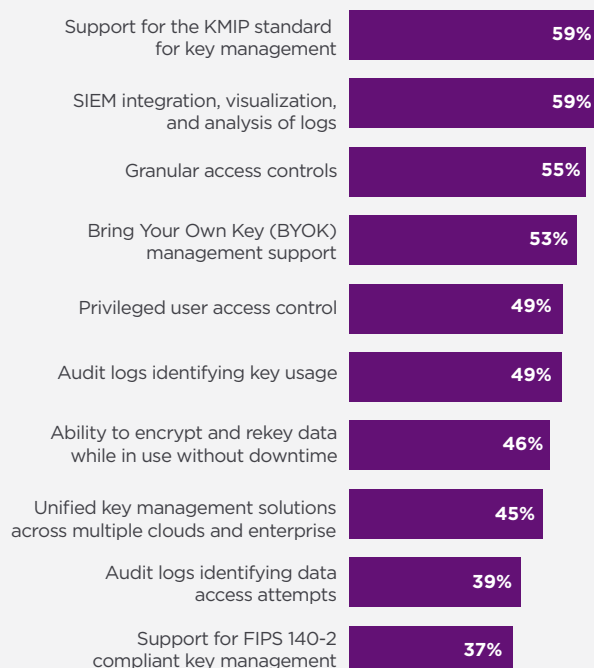 Support for the KMIP standard
for key management
59%
SIEM integration, visualization,
and analysis of logs
59%
Granular access controls
55%
Bring Your Own Key (BYOK)
management support
53%
Privileged user access control
49%
Audit logs identifying key usage
49%
Ability to encrypt and rekey data
while in use without downtime
46%
Unified key management solutions
across multiple clouds and enterprise
45%
Audit logs identifying data
access attempts
39%
Support for FIPS 140-2
compliant key management
37%